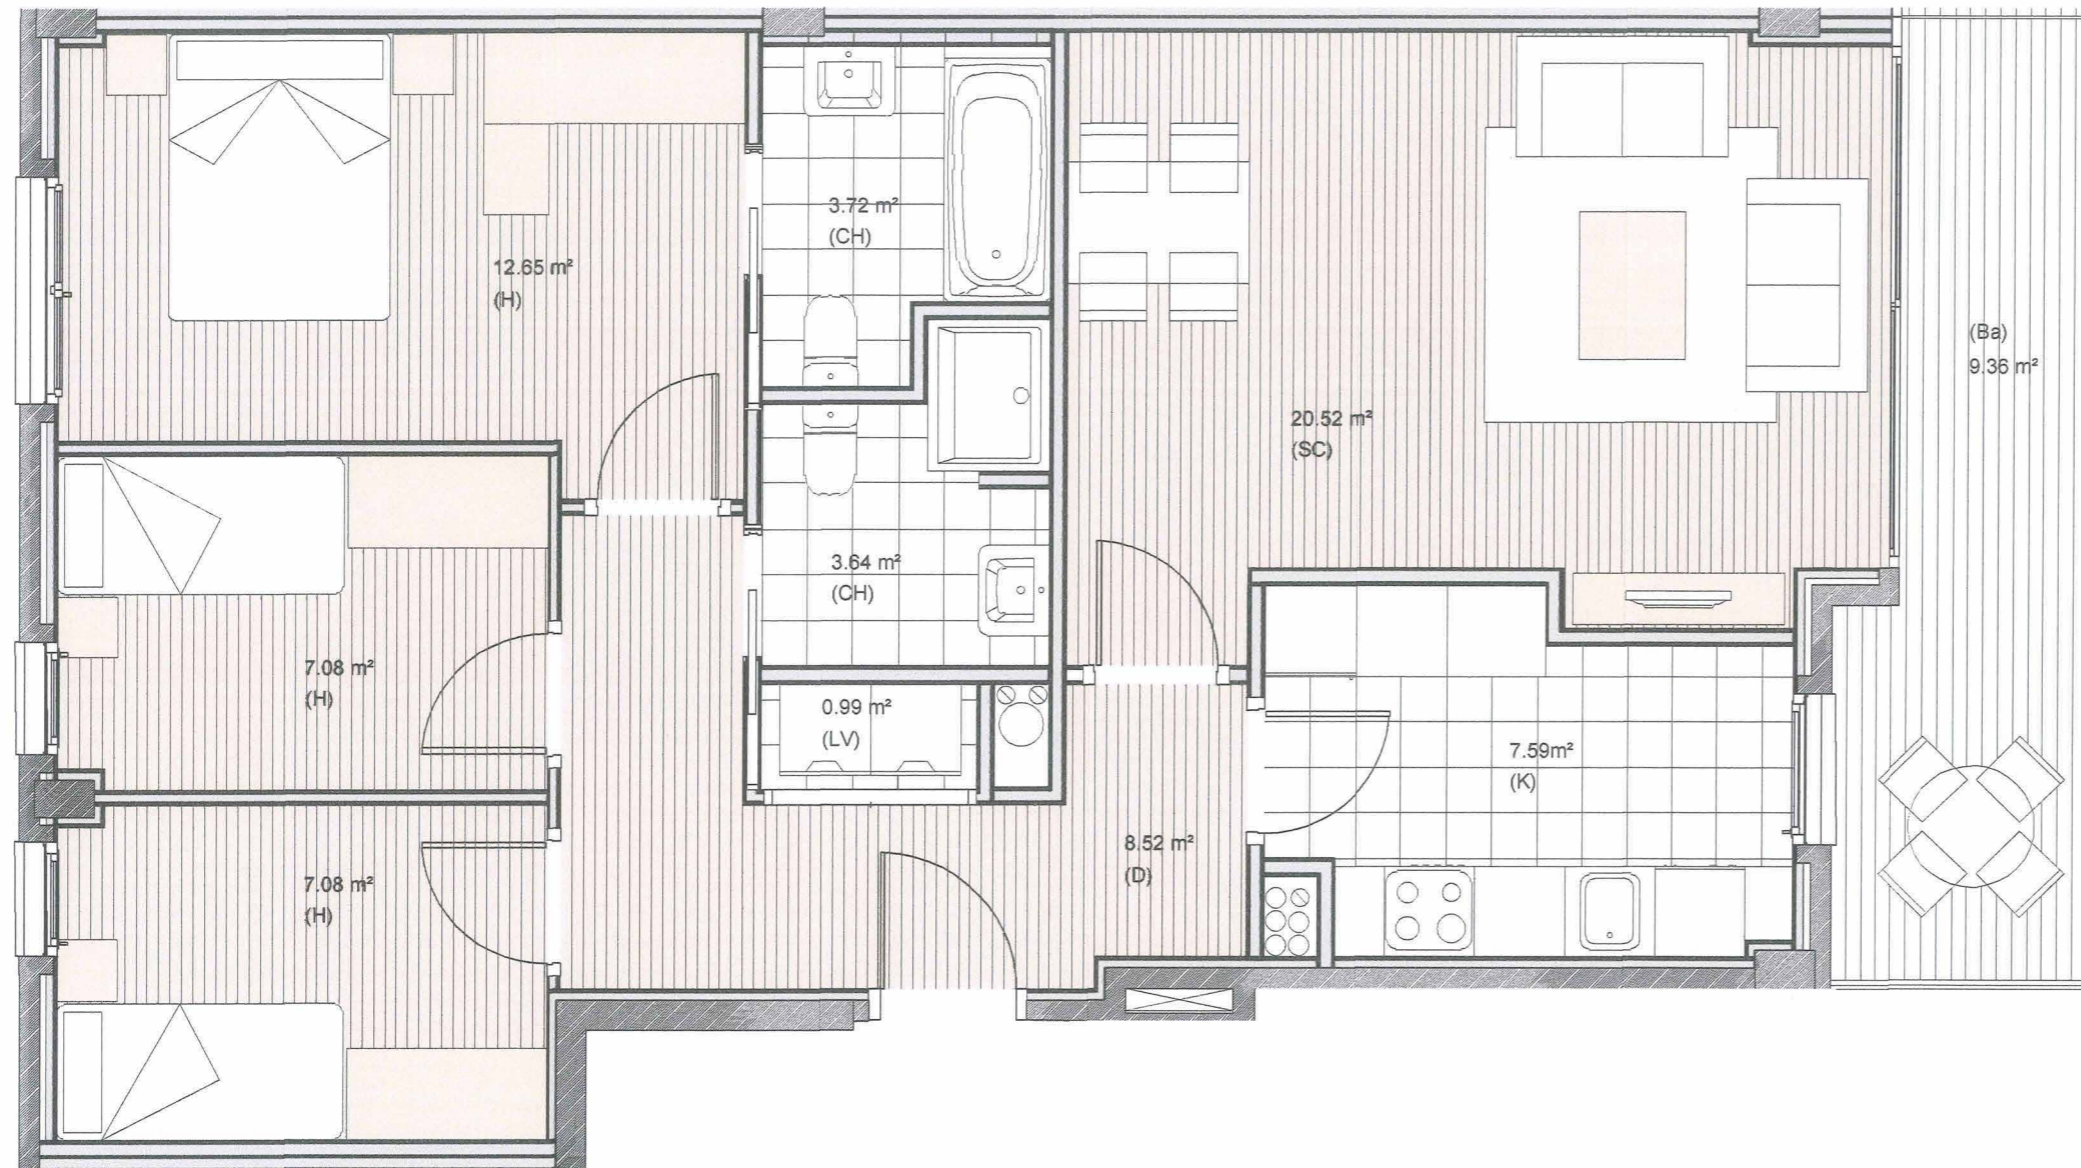 12.65 m²
(H)
3.72 m²
(CH)
20.52 m²
(SC)
(Ba)
9.36 m²
3.64 m²
(CH)
7.08 m²
(H)
0.99 m²
(LV)
7.59m²
(K)
8.52 m²
(D)
7.08 m²
(H)